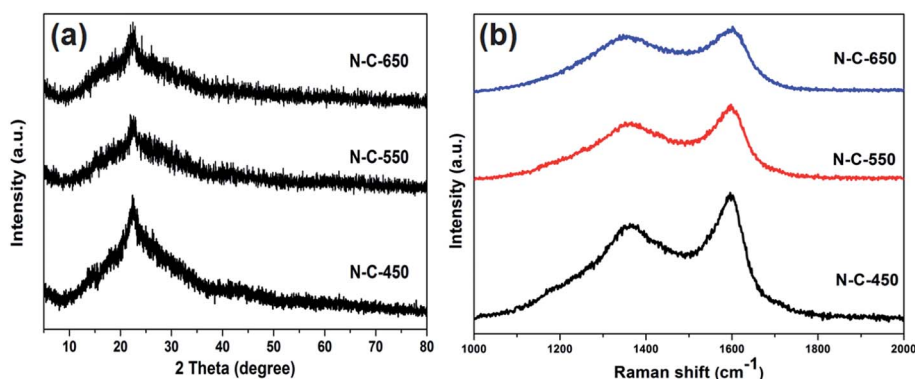 (a)
N-C-650
N-C-550
N-C-450
Intensity (a.u.)
10 20 30 40 50 60 70 80
2 Theta (degree)
(b)
N-C-650
N-C-550
N-C-450
Intensity (a.u.)
1000 1200 1400 1600 1800 2000
Raman shift (cm⁻¹)